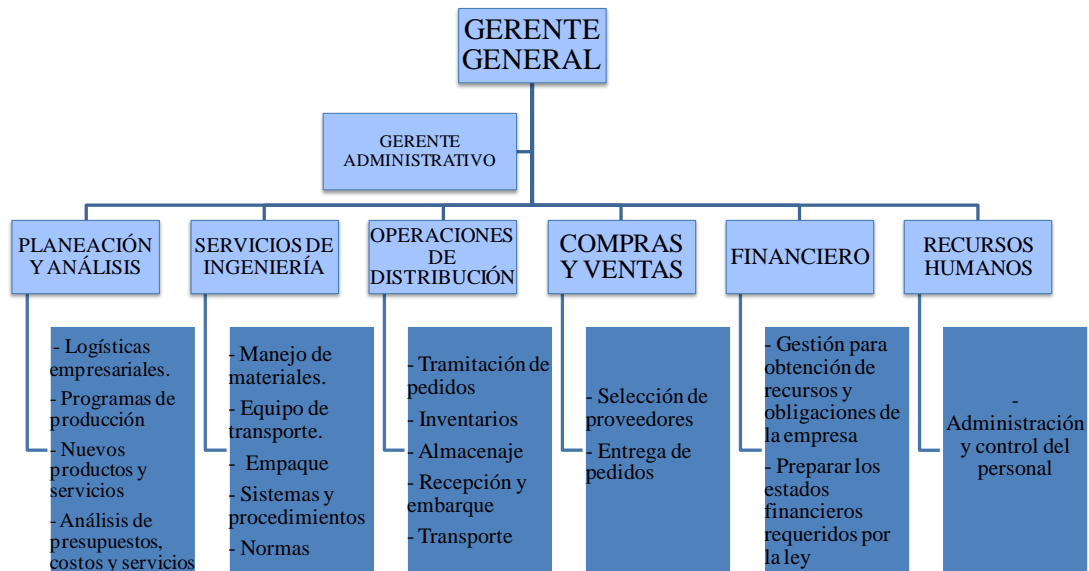 GERENTE
GENERAL
GERENTE
ADMINISTRATIVO
PLANEACIÓN
Y ANÁLISIS
SERVICIOS DE
INGENIERÍA
OPERACIONES
DE
DISTRIBUCIÓN
COMPRAS
Y VENTAS
FINANCIERO
RECURSOS
HUMANOS
- Logísticas
empresariales.
- Programas de
producción
- Nuevos
productos y
servicios
- Análisis de
presupuestos,
costos y servicios
- Manejo de
materiales.
- Equipo de
transporte.
- Empaque
- Sistemas y
procedimientos
- Normas
- Tramitación de
pedidos
- Inventarios
- Almacenaje
- Recepción y
embarque
- Transporte
- Selección de
proveedores
- Entrega de
pedidos
- Gestión para
obtención de
recursos y
obligaciones de
la empresa
- Preparar los
estados
financieros
requeridos por
la ley
-
Administración
y control del
personal